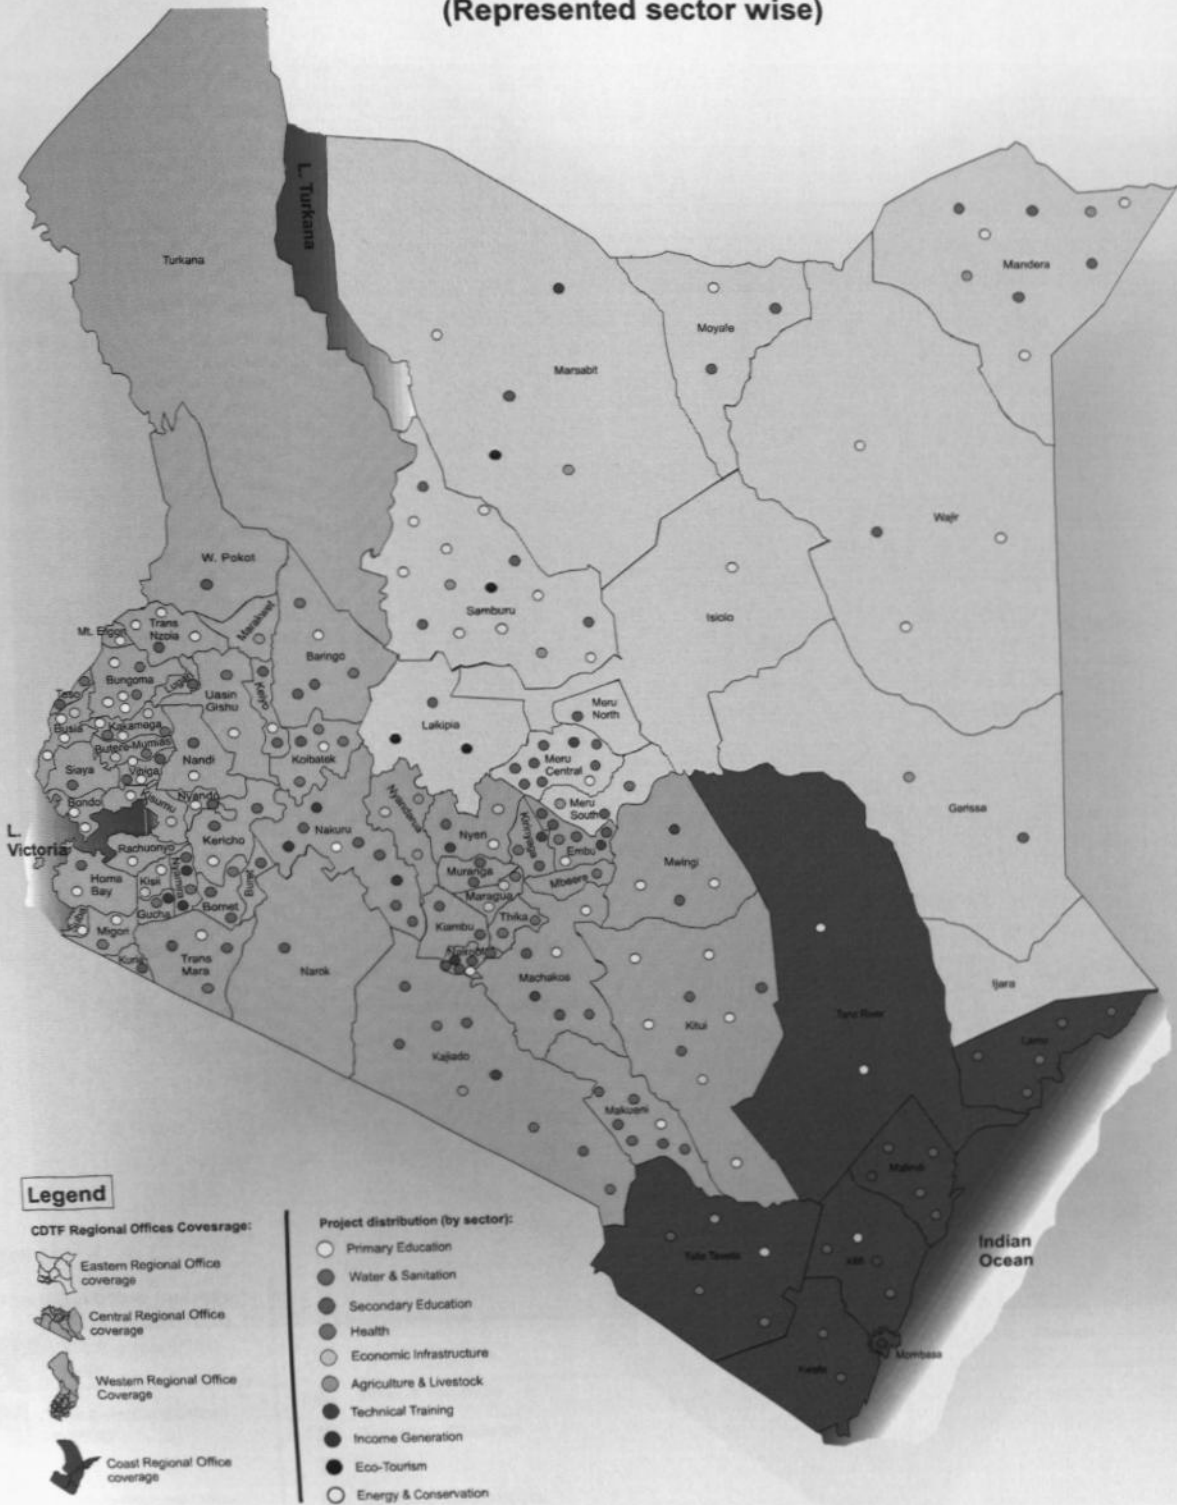 (Represented sector wise)
L. Turkana
Turkana
Mandera
Moyale
Marsabit
Wajir
W. Pokot
Samburu
Isiolo
Mt. Elgon
Trans
Nzoia
Marakwet
Baringo
Bungoma
Lugari
Uasin
Gishu
Keiyo
Teso
Busia
Kakamega
Butere-Mumias
Laikipia
Meru
North
Koibatek
Nandi
Siaya
Vihiga
Meru
Central
Bondo
Kisumu
Nyando
Nyandarua
Meru
South
Garissa
L.
Victoria
Rachuonyo
Kericho
Nakuru
Nyeri
Kirinyaga
Embu
Mwingi
Homa
Bay
Kisii
Nyamira
Muranga
Mbeere
Gucha
Bomet
Maragua
Migori
Kiambu
Thika
Kuria
Trans
Mara
Narok
Machakos
Ijara
Tana River
Kitui
Lamu
Kajiado
Makueni
Malindi
Indian
Ocean
Taita Taveta
Kilifi
Mombasa
Kwale
Legend
CDTF Regional Offices Covesrage:
Eastern Regional Office
coverage
Central Regional Office
coverage
Western Regional Office
Coverage
Coast Regional Office
coverage
Project distribution (by sector):
Primary Education
Water & Sanitation
Secondary Education
Health
Economic Infrastructure
Agriculture & Livestock
Technical Training
Income Generation
Eco-Tourism
Energy & Conservation